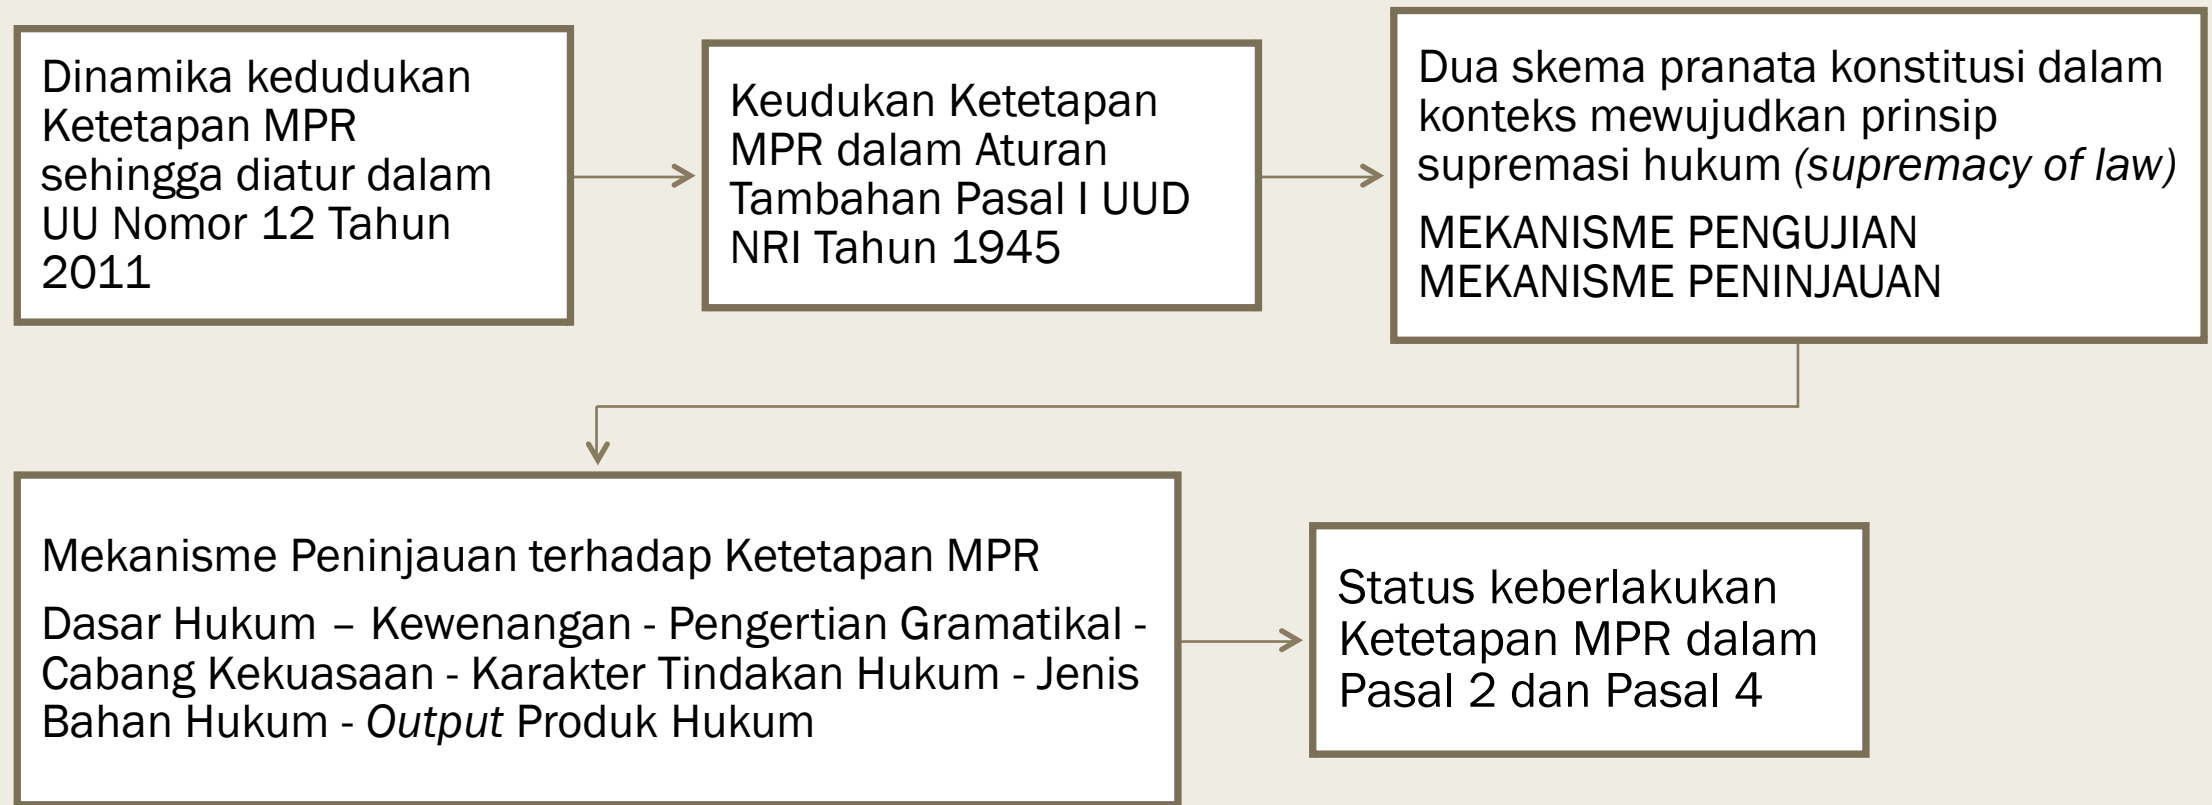 Dinamika kedudukan
Ketetapan MPR
sehingga diatur dalam
UU Nomor 12 Tahun
2011
Keudukan Ketetapan
MPR dalam Aturan
Tambahan Pasal I UUD
NRI Tahun 1945
Dua skema pranata konstitusi dalam
konteks mewujudkan prinsip
supremasi hukum (supremacy of law)
MEKANISME PENGUJIAN
MEKANISME PENINJAUAN
Mekanisme Peninjauan terhadap Ketetapan MPR
Dasar Hukum – Kewenangan - Pengertian Gramatikal -
Cabang Kekuasaan - Karakter Tindakan Hukum - Jenis
Bahan Hukum - Output Produk Hukum
Status keberlakukan
Ketetapan MPR dalam
Pasal 2 dan Pasal 4